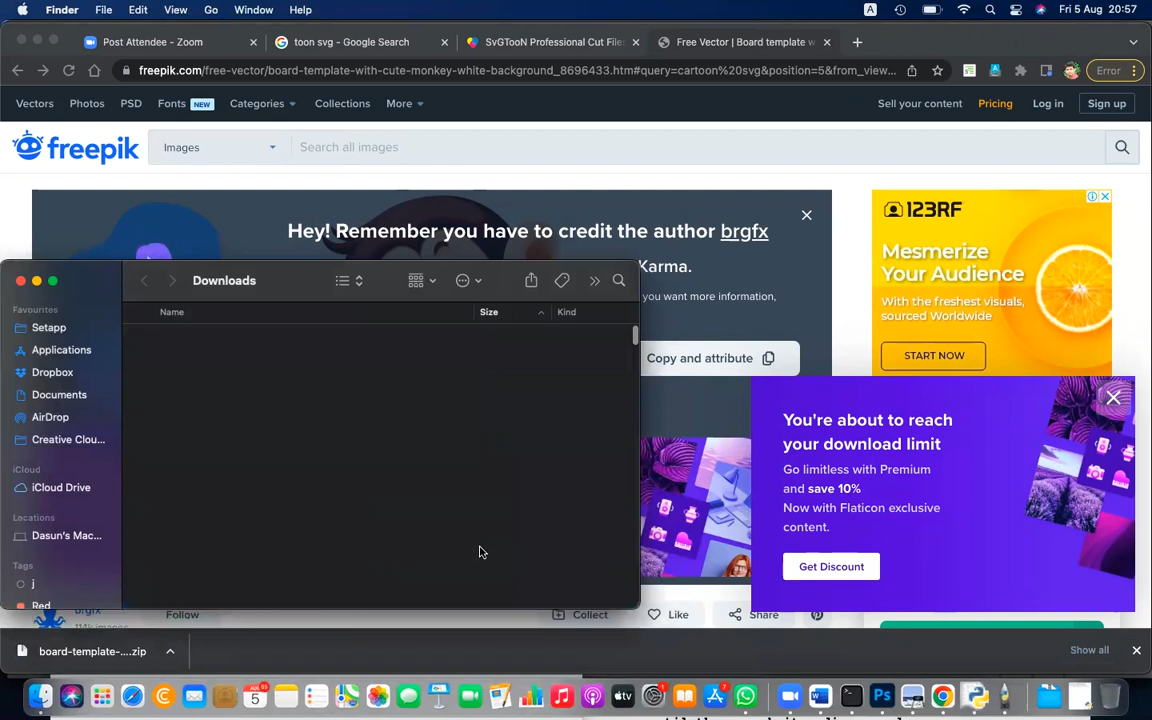 Finder File Edit View Go Window Help
A Fri 5 Aug 20:57
Post Attendee - Zoom
toon svg - Google Search
SvGTooN Professional Cut File
Free Vector | Board template w
freepik.com/free-vector/board-template-with-cute-monkey-white-background_8696433.htm#query=cartoon%20svg&position=5&from_view...
Error
Vectors Photos PSD Fonts NEW Categories Collections More
Sell your content Pricing Log in Sign up
freepik
Images
Search all images
Hey! Remember you have to credit the author brgfx
Karma.
you want more information,
Copy and attribute
123RF
Mesmerize
Your Audience
With the freshest visuals,
sourced Worldwide
START NOW
Downloads
Name Size Kind
Favourites
Setapp
Applications
Dropbox
Documents
AirDrop
Creative Clou...
iCloud
iCloud Drive
Locations
Dasun's Mac...
Tags
j
Red
You're about to reach
your download limit
Go limitless with Premium
and save 10%
Now with Flaticon exclusive
content.
Get Discount
brgfx
Follow
Collect
Like
Share
board-template-....zip
Show all
AUG
5